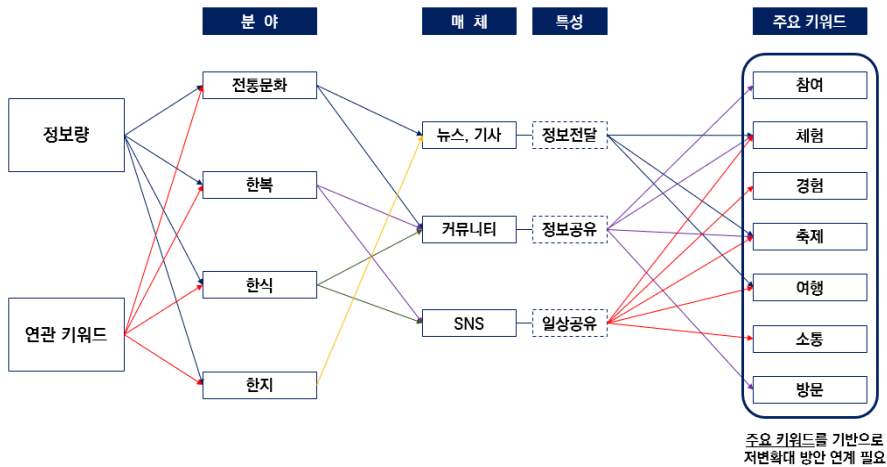 분 야
매 체
특성
주요 키워드
정보량
연관 키워드
전통문화
한복
한식
한지
뉴스, 기사
커뮤니티
SNS
정보전달
정보공유
일상공유
참여
체험
경험
축제
여행
소통
방문
주요 키워드를 기반으로
저변확대 방안 연계 필요